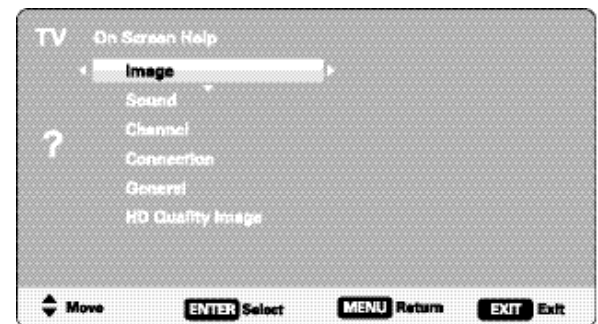 TV On Screen Help
Image
Sound
Channel
?
Connection
General
HD Quality Image
Move ENTER Select MENU Return EXIT Exit